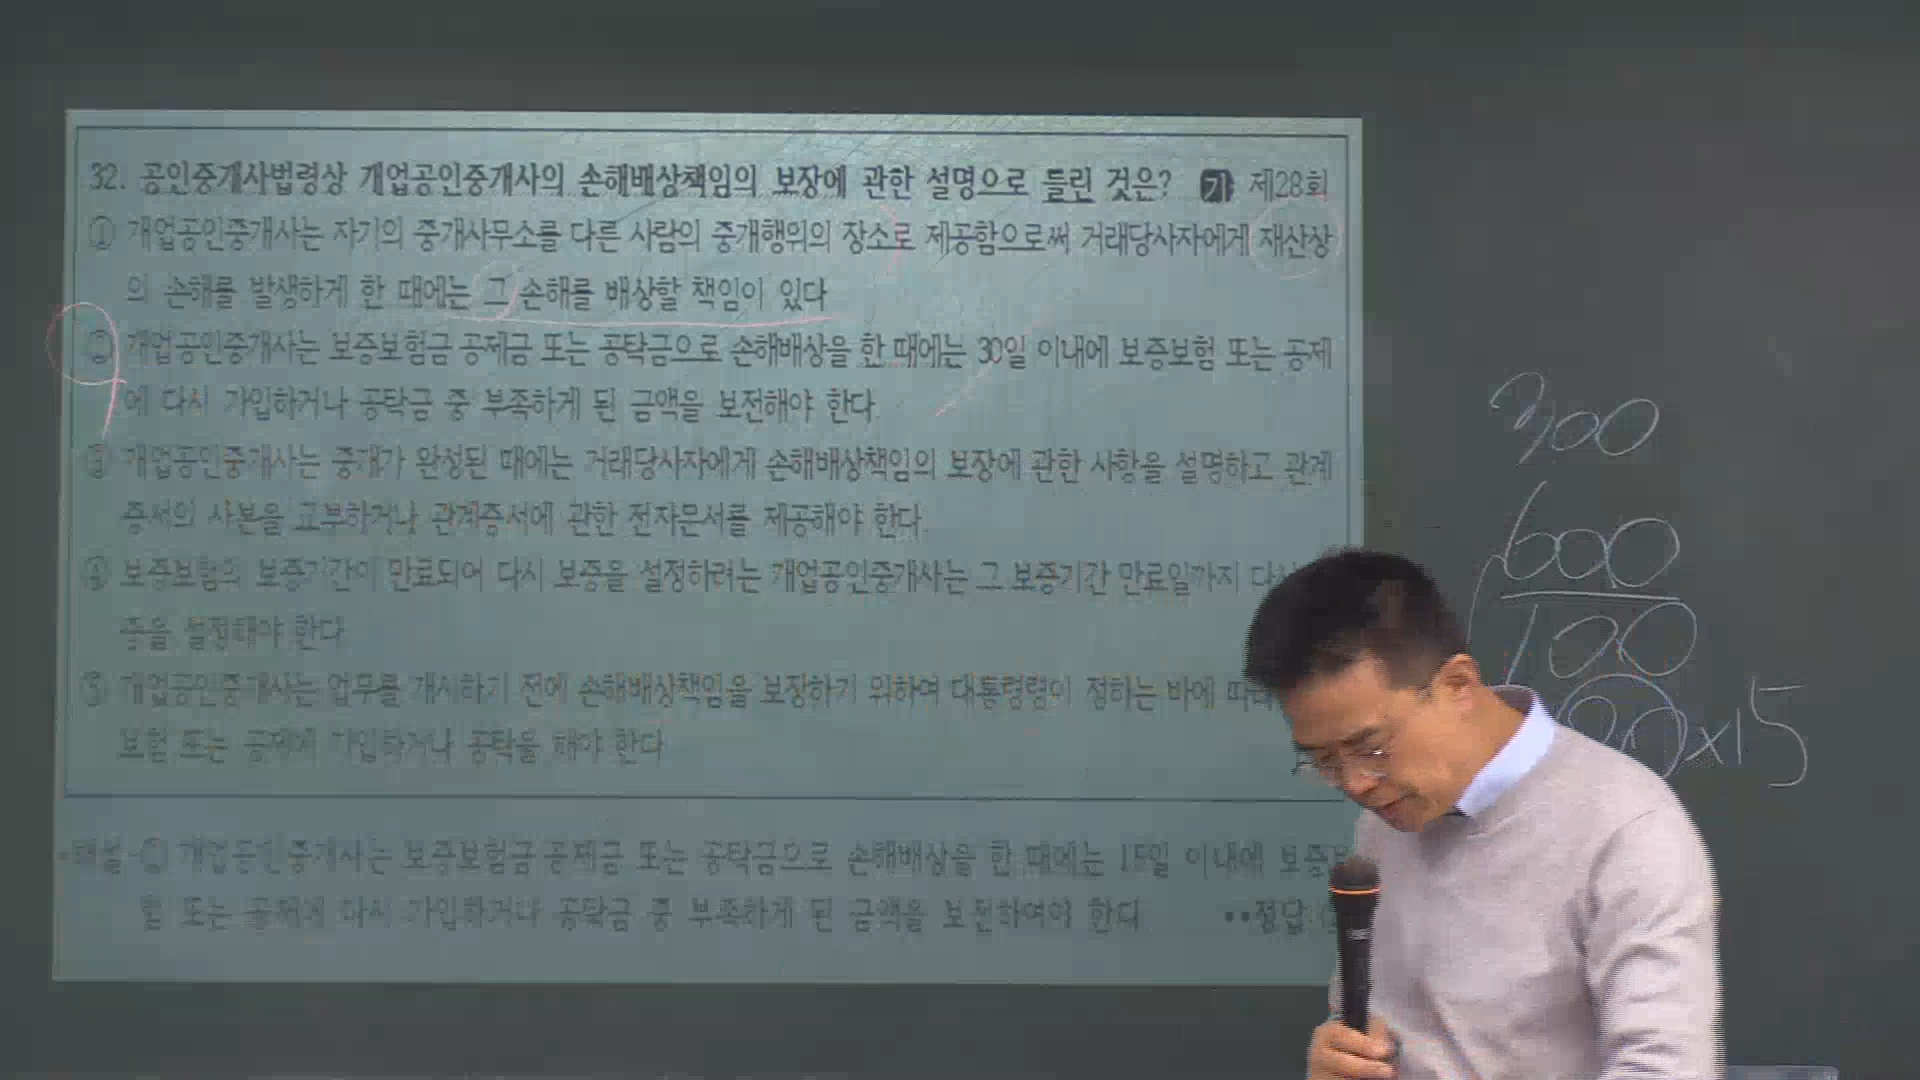 32. 공인중개사법령상 개업공인중개사의 손해배상책임의 보장에 관한 설명으로 틀린 것은? 기 제28회
① 개업공인중개사는 자기의 중개사무소를 다른 사람의 중개행위의 장소로 제공함으로써 거래당사자에게 재산상
의 손해를 발생하게 한 때에는 그 손해를 배상할 책임이 있다
② 개업공인중개사는 보증보험금 공제금 또는 공탁금으로 손해배상을 한 때에는 30일 이내에 보증보험 또는 공제
에 다시 가입하거나 공탁금 중 부족하게 된 금액을 보전해야 한다.
③ 개업공인중개사는 중개가 완성된 때에는 거래당사자에게 손해배상책임의 보장에 관한 사항을 설명하고 관계
증서의 사본을 교부하거나 관계증서에 관한 전자문서를 제공해야 한다.
④ 보증보험의 보증기간이 만료되어 다시 보증을 설정하려는 개업공인중개사는 그 보증기간 만료일까지 다시
증을 설정해야 한다.
⑤ 개업공인중개사는 업무를 개시하기 전에 손해배상책임을 보장하기 위하여 대통령령이 정하는 바에 따라
보험 또는 공제에 가입하거나 공탁을 해야 한다
해설 ② 개업공인중개사는 보증보험금 공제금 또는 공탁금으로 손해배상을 한 때에는 15일 이내에 보증보
험 또는 공제에 다시 가입하거나 공탁금 중 부족하게 된 금액을 보전하여야 한다. ••정답
300
600
100
20×15